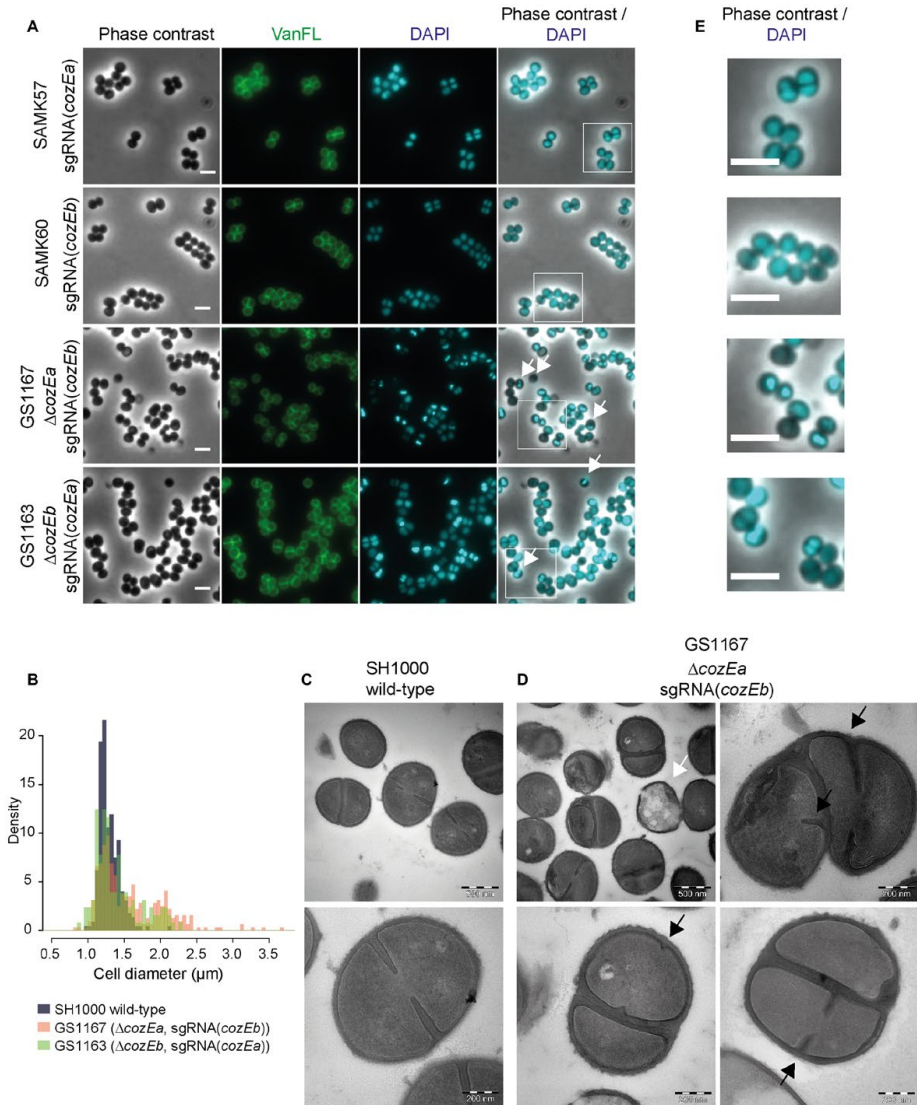 A
Phase contrast
VanFL
DAPI
Phase contrast /
DAPI
E
Phase contrast /
DAPI
SAMK57
sgRNA(cozEa)
SAMK60
sgRNA(cozEb)
GS1167
ΔcozEa
sgRNA(cozEb)
GS1163
ΔcozEb
sgRNA(cozEa)
B
Density
20
15
10
5
0
0.5 1.0 1.5 2.0 2.5 3.0 3.5
Cell diameter (µm)
SH1000 wild-type
GS1167 (ΔcozEa, sgRNA(cozEb))
GS1163 (ΔcozEb, sgRNA(cozEa))
C
SH1000
wild-type
200 nm
D
GS1167
ΔcozEa
sgRNA(cozEb)
500 nm
200 nm